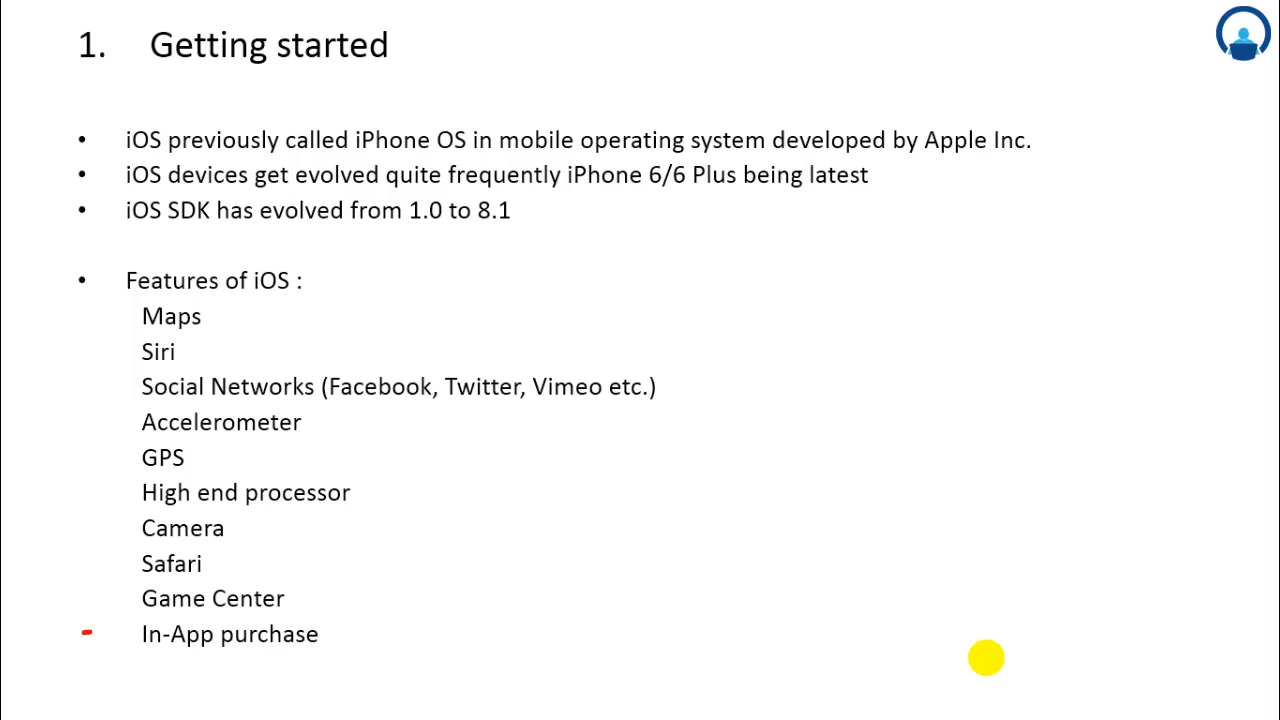 1. Getting started
• iOS previously called iPhone OS in mobile operating system developed by Apple Inc.
• iOS devices get evolved quite frequently iPhone 6/6 Plus being latest
• iOS SDK has evolved from 1.0 to 8.1
• Features of iOS :
Maps
Siri
Social Networks (Facebook, Twitter, Vimeo etc.)
Accelerometer
GPS
High end processor
Camera
Safari
Game Center
In-App purchase